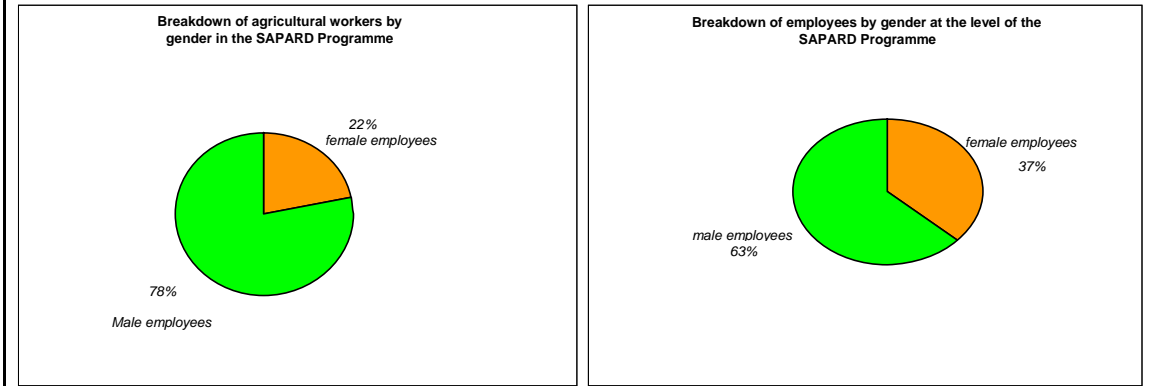 Breakdown of agricultural workers by
gender in the SAPARD Programme
22%
female employees
78%
Male employees
Breakdown of employees by gender at the level of the
SAPARD Programme
female employees
37%
male employees
63%